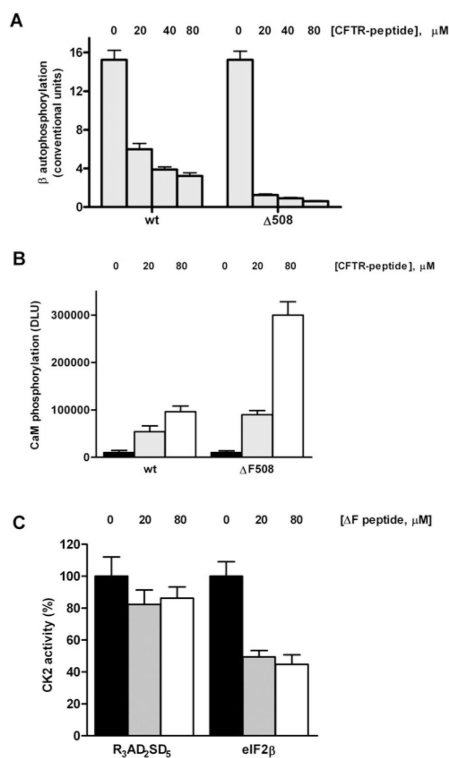 A
0 20 40 80 0 20 40 80 [CFTR-peptide], μM
16
12
8
4
0
β autophosphorylation
(conventional units)
wt Δ508
B
0 20 80 0 20 80 [CFTR-peptide], μM
300000
200000
100000
0
CaM phosphorylation (DLU)
wt ΔF508
C
0 20 80 0 20 80 [ΔF peptide, μM]
120
100
80
60
40
20
0
CK2 activity (%)
R₃AD₂SD₅ eIF2β